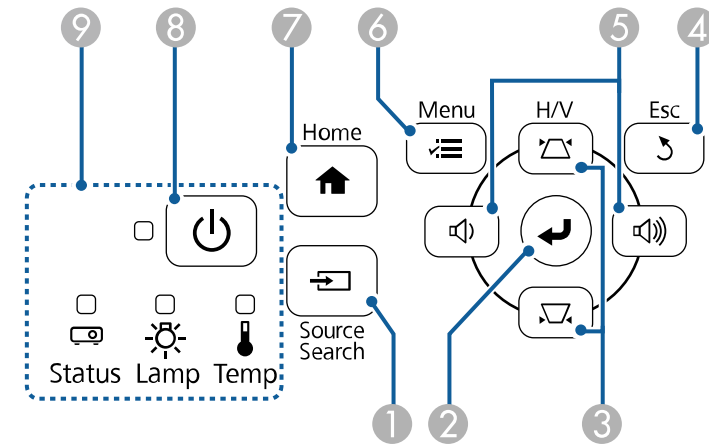 9 8 7 6 5 4
Menu H/V Esc
Home
Source
Search
Status Lamp Temp
1 2 3